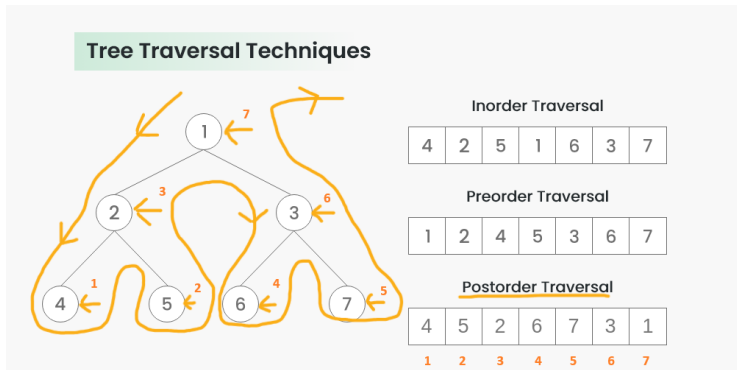 Tree Traversal Techniques
7
1
Inorder Traversal
4 2 5 1 6 3 7
3
6
2
3
Preorder Traversal
1 2 4 5 3 6 7
1
2
4
5
4
5
6
7
Postorder Traversal
4 5 2 6 7 3 1
1 2 3 4 5 6 7